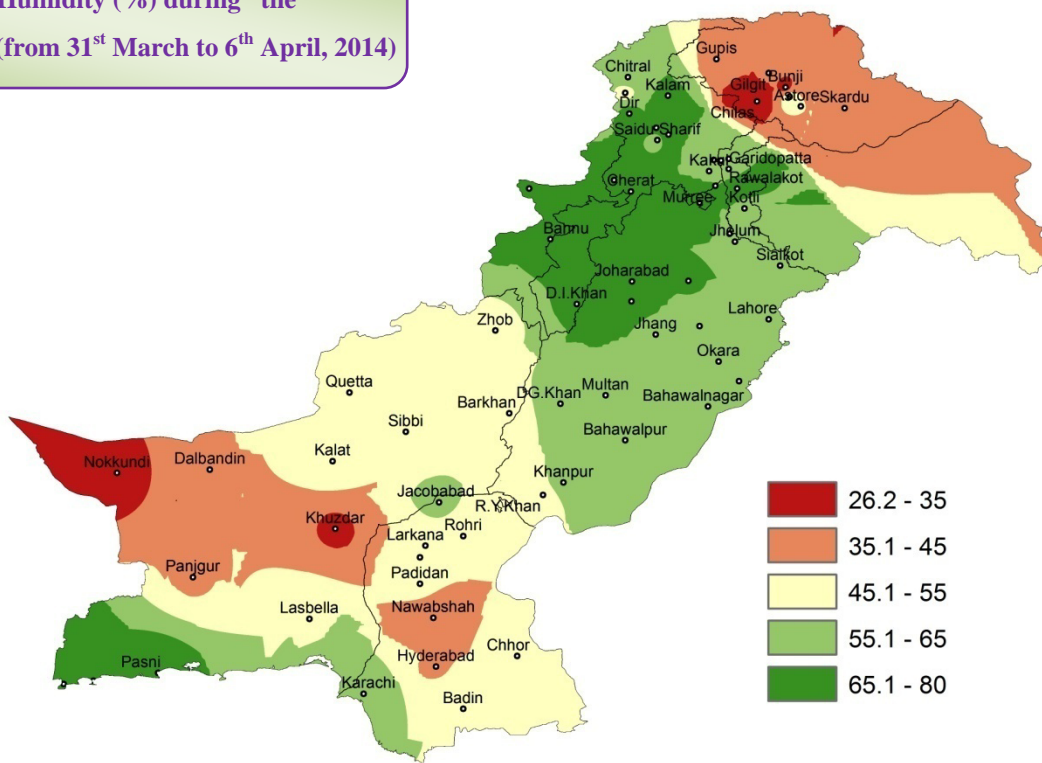 Humidity (%) during the
(from 31st March to 6th April, 2014)
Gupis
Chitral
Bunji
Kalam
Gilgit
Astore
Skardu
Dir
Chilas
Saidu Sharif
Garidopatta
Cherat
Rawalakot
Murree
Kotli
Bannu
Jhelum
Sialkot
Joharabad
D.I.Khan
Lahore
Zhob
Jhang
Okara
Quetta
Multan
DG.Khan
Bahawalnagar
Barkhan
Sibbi
Bahawalpur
Kalat
Nokkundi
Dalbandin
Khanpur
Jacobabad
R.Y.Khan
Khuzdar
Rohri
Larkana
Panjgur
Padidan
Nawabshah
Lasbella
Chhor
Pasni
Hyderabad
Karachi
Badin
26.2 - 35
35.1 - 45
45.1 - 55
55.1 - 65
65.1 - 80